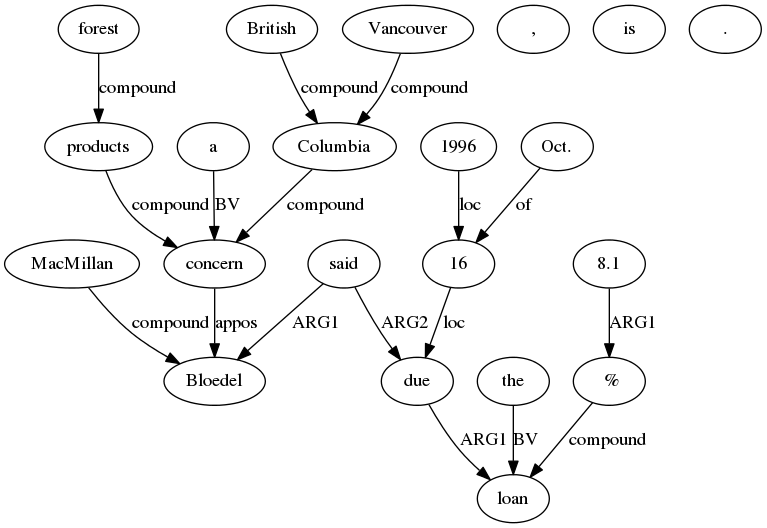 forest British Vancouver , is .
compound compound compound
products a Columbia 1996 Oct.
compound BV compound loc of
MacMillan concern said 16 8.1
compound appos ARG1 ARG2 loc ARG1
Bloedel due the %
ARG1 BV compound
loan